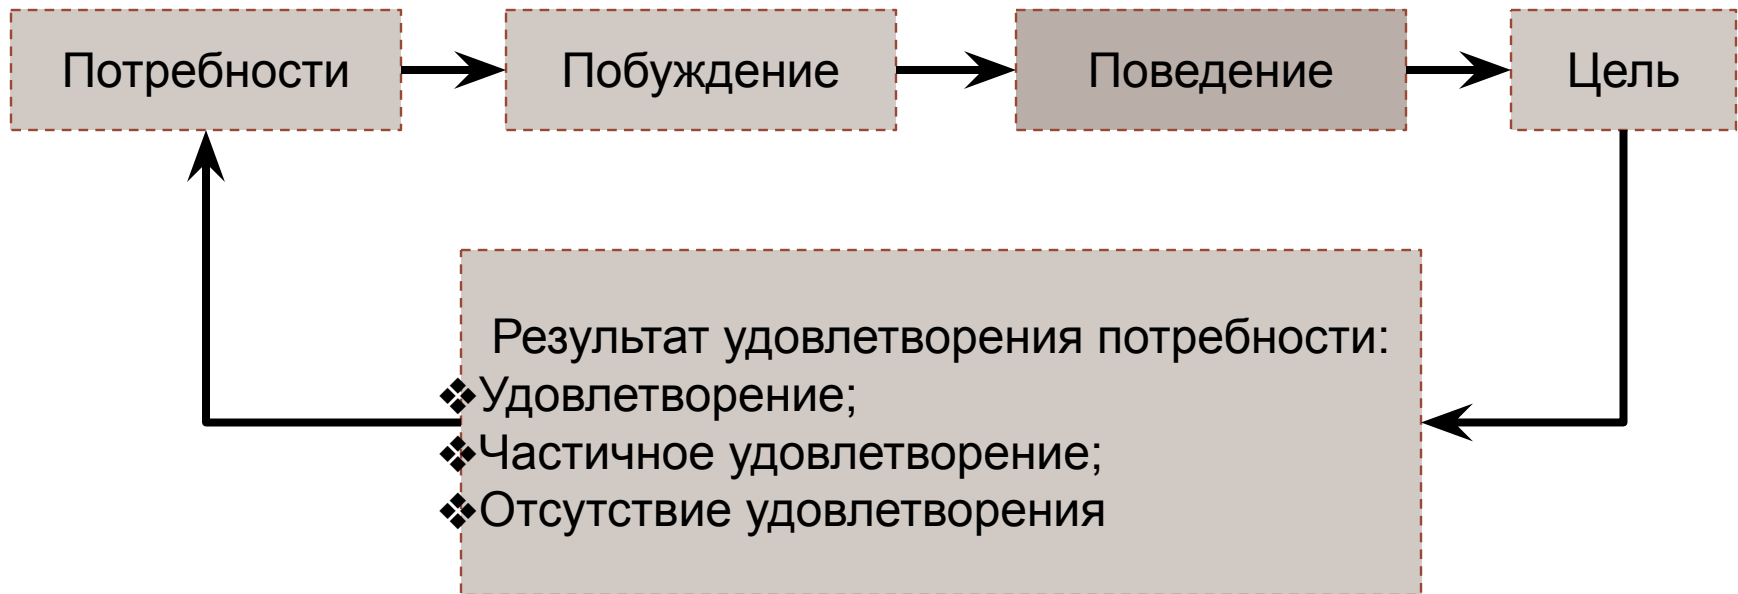 Потребности
Побуждение
Поведение
Цель
Результат удовлетворения потребности:
❖Удовлетворение;
❖Частичное удовлетворение;
❖Отсутствие удовлетворения